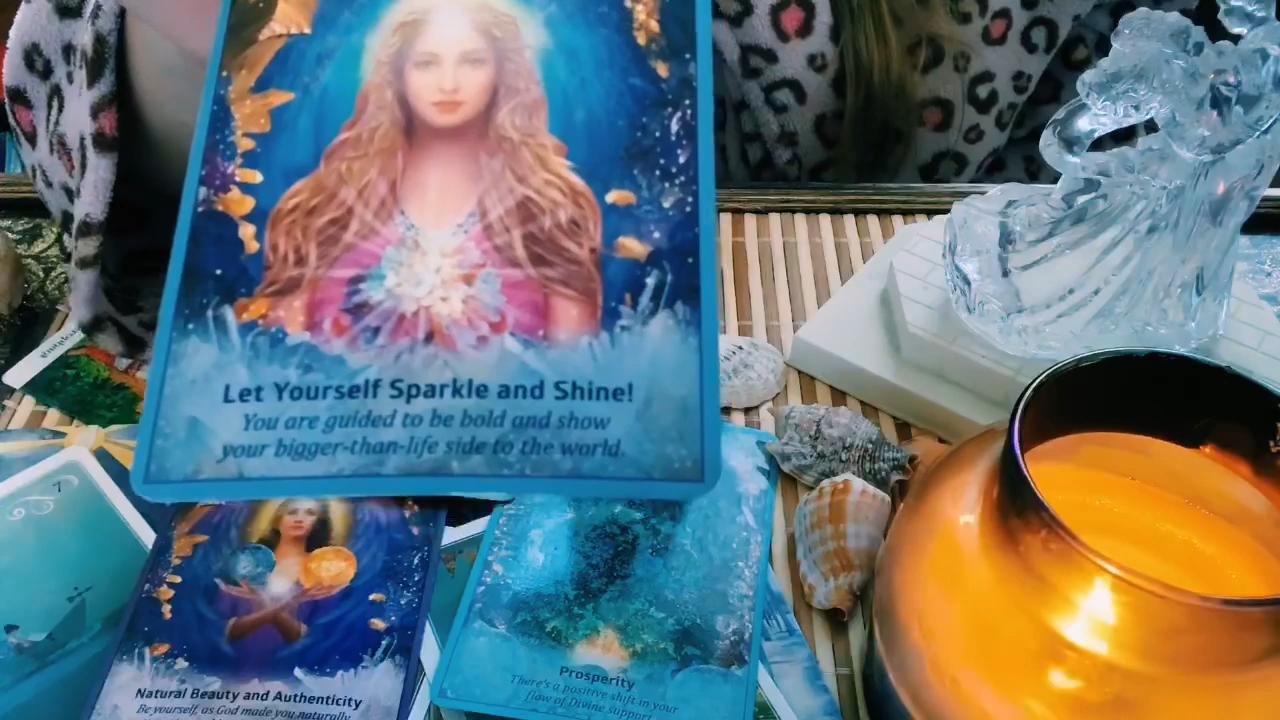 Let Yourself Sparkle and Shine!
You are guided to be bold and show
your bigger-than-life side to the world.
7
Natural Beauty and Authenticity
Be yourself, as God made you naturally
Prosperity
There's a positive shift in your
flow of Divine support.